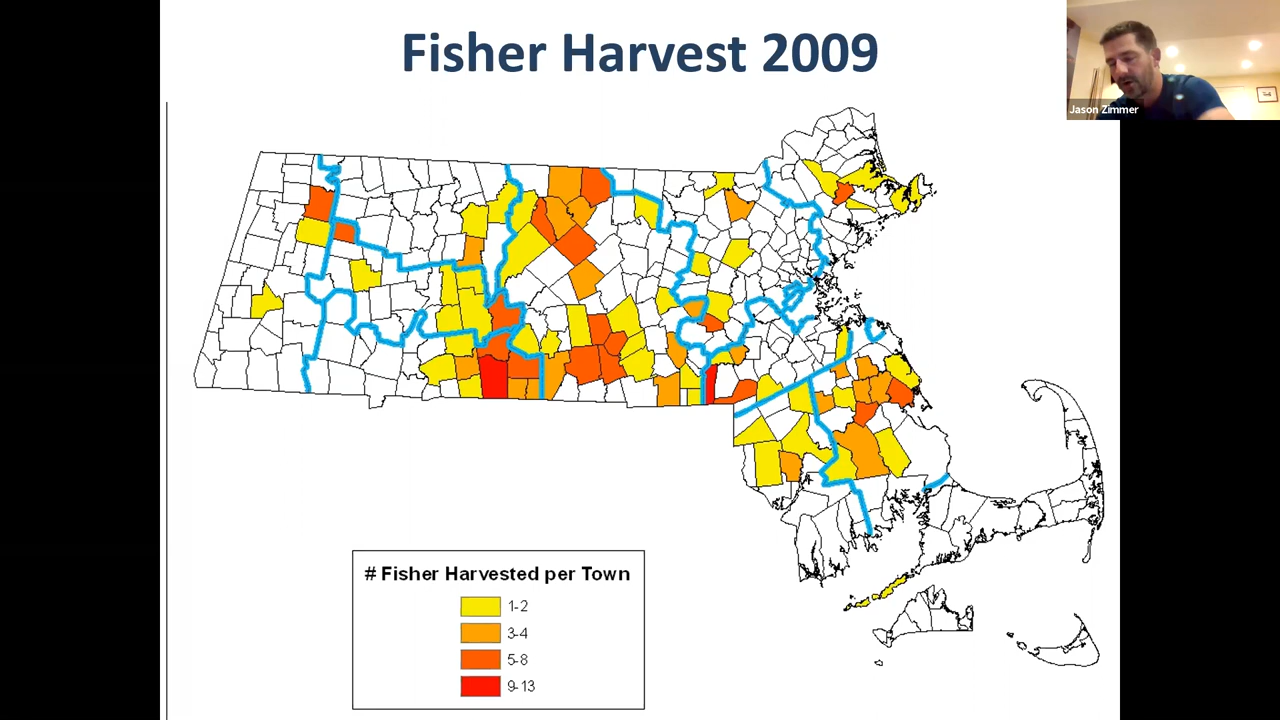 Fisher Harvest 2009
Jason Zimmer
# Fisher Harvested per Town
1-2
3-4
5-8
9-13